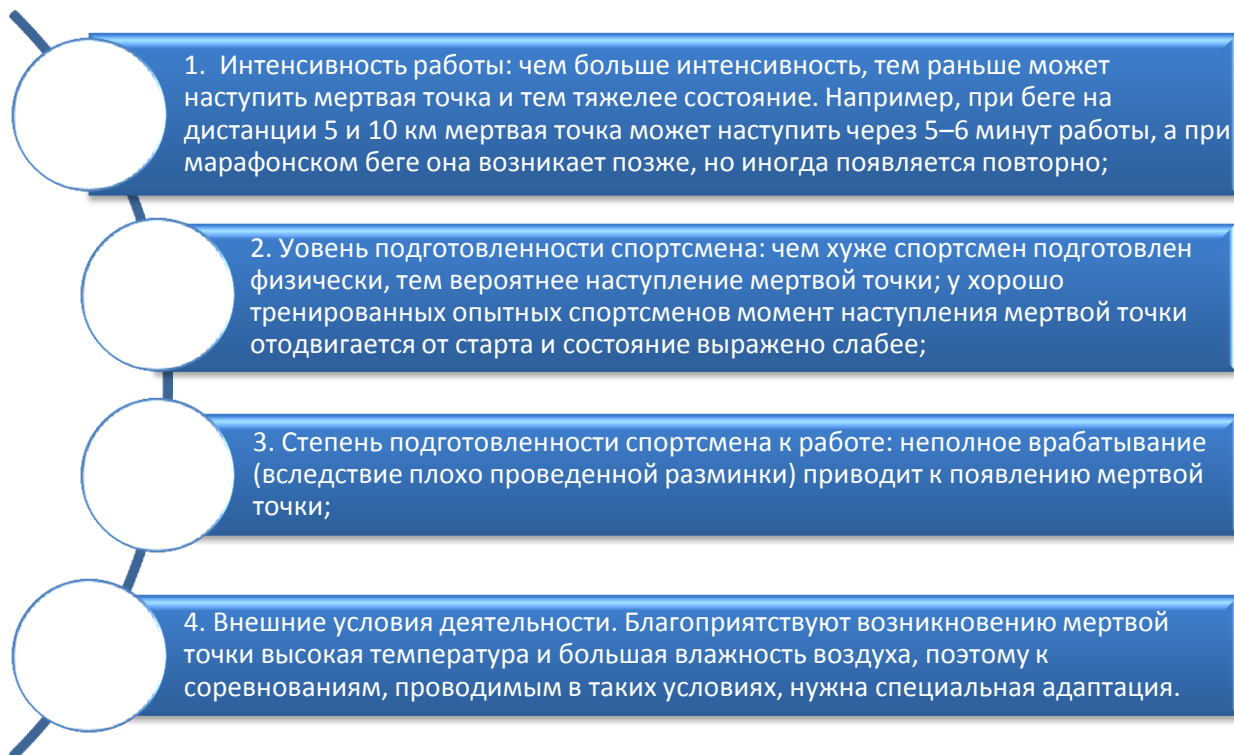 1. Интенсивность работы: чем больше интенсивность, тем раньше может
наступить мертвая точка и тем тяжелее состояние. Например, при беге на
дистанции 5 и 10 км мертвая точка может наступить через 5–6 минут работы, а при
марафонском беге она возникает позже, но иногда появляется повторно;
2. Уовень подготовленности спортсмена: чем хуже спортсмен подготовлен
физически, тем вероятнее наступление мертвой точки; у хорошо
тренированных опытных спортсменов момент наступления мертвой точки
отодвигается от старта и состояние выражено слабее;
3. Степень подготовленности спортсмена к работе: неполное врабатывание
(вследствие плохо проведенной разминки) приводит к появлению мертвой
точки;
4. Внешние условия деятельности. Благоприятствуют возникновению мертвой
точки высокая температура и большая влажность воздуха, поэтому к
соревнованиям, проводимым в таких условиях, нужна специальная адаптация.